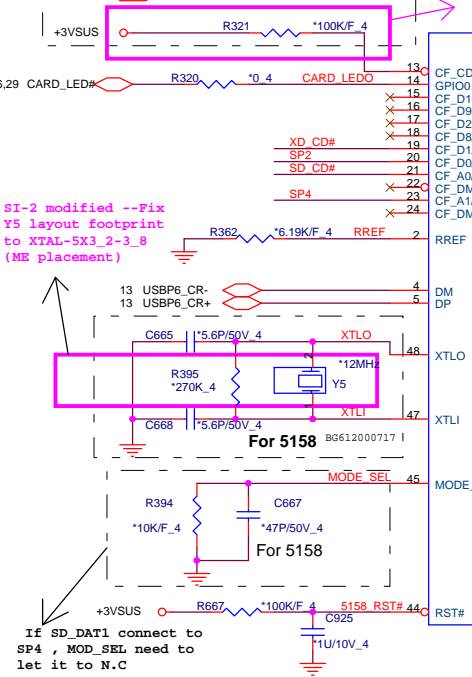 +3VSUS
R321
*100K/F_4
6,29 CARD_LED#
R320
*0_4
CARD_LEDO
13
14
15
16
17
18
19
20
21
22
23
24
CF_CD
GPIO0
CF_D1
CF_D9
CF_D2
CF_D8
CF_D1
CF_D0
CF_A0
CF_DM
CF_A1
CF_DM
XD_CD#
SP2
SD_CD#
SP4
SI-2 modified --Fix
Y5 layout footprint
to XTAL-5X3_2-3_8
(ME placement)
R362
*6.19K/F_4
RREF
2
RREF
13 USBP6_CR-
4
DM
13 USBP6_CR+
5
DP
C665
*5.6P/50V_4
XTLO
48
XTLO
2
*12MHz
R395
*270K_4
Y5
1
XTLI
47
XTLI
C668
*5.6P/50V_4
For 5158
BG612000717
MODE_SEL
45
MODE_
R394
*10K/F_4
C667
*47P/50V_4
For 5158
+3VSUS
R667
*100K/F_4
5158_RST#
44
RST#
C925
*1U/10V_4
If SD_DAT1 connect to
SP4 , MOD_SEL need to
let it to N.C